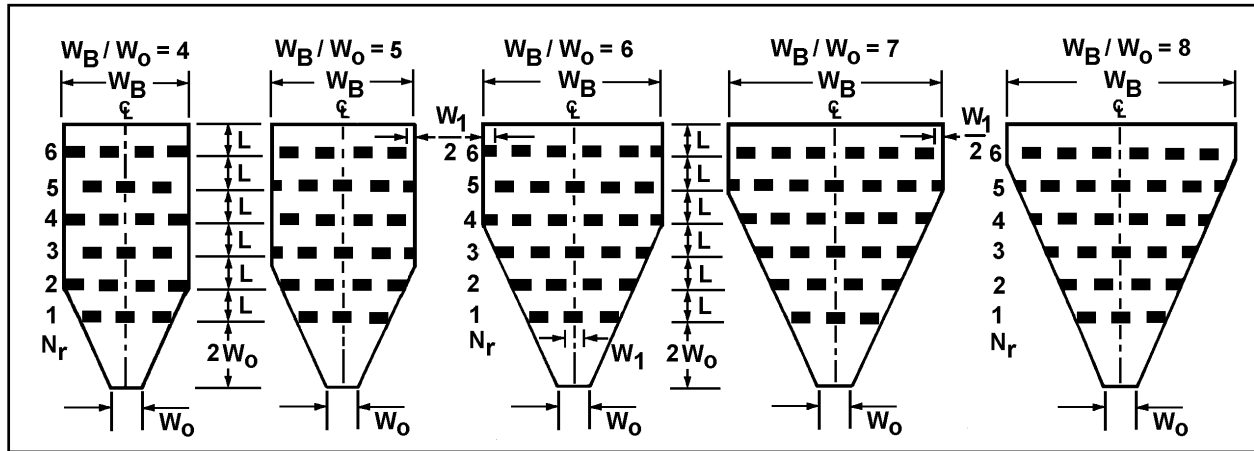 W_B / W_o = 4
W_B / W_o = 5
W_B / W_o = 6
W_B / W_o = 7
W_B / W_o = 8
W_B
W_B
W_B
W_B
W_B
℄
℄
℄
℄
℄
W_1
2
W_1
2
6
5
4
3
2
1
N_r
L
L
L
L
L
L
2W_o
6
5
4
3
2
1
N_r
W_1
L
L
L
L
L
L
2W_o
6
5
4
3
2
1
N_r
W_o
W_o
W_o
W_o
W_o